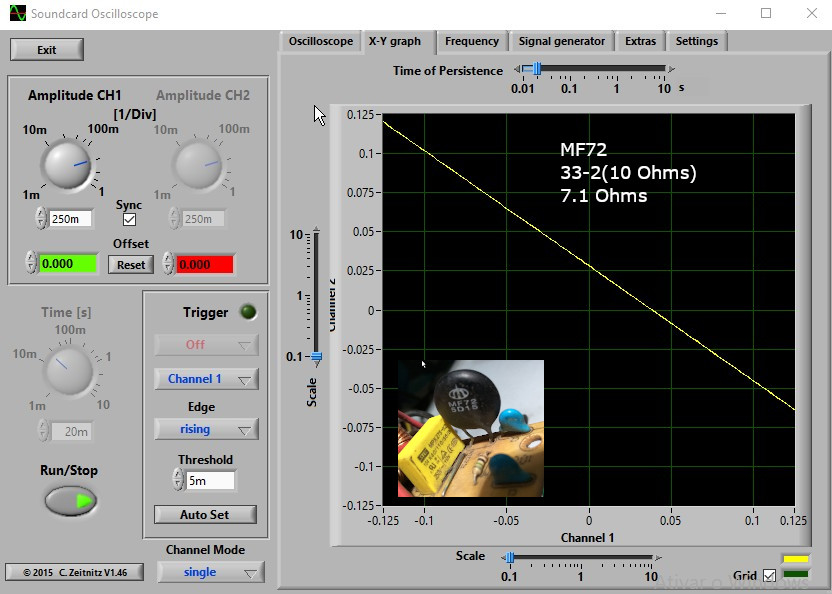 Soundcard Oscilloscope
Exit
Oscilloscope X-Y graph Frequency Signal generator Extras Settings
Amplitude CH1 Amplitude CH2
[1/Div]
10m 100m 10m 100m
1m 1 1m 1
Sync
250m 250m
Offset
0.000 Reset 0.000
Time [s]
100m
10m 1
1m 10
20m
Run/Stop
© 2015 C. Zeitnitz V1.46
Trigger
Off
Channel 1
Edge
rising
Threshold
5m
Auto Set
Channel Mode
single
Time of Persistence
0.01 0.1 1 10 s
10
1
0.1
Scale
Channel 2
0.125
0.1
0.075
0.05
0.025
0
-0.025
-0.05
-0.075
-0.1
-0.125
MF72
33-2(10 Ohms)
7.1 Ohms
MF72
-0.125 -0.1 -0.05 0 0.05 0.1 0.125
Channel 1
Scale
0.1 1 10
Grid
Ativar o Windows